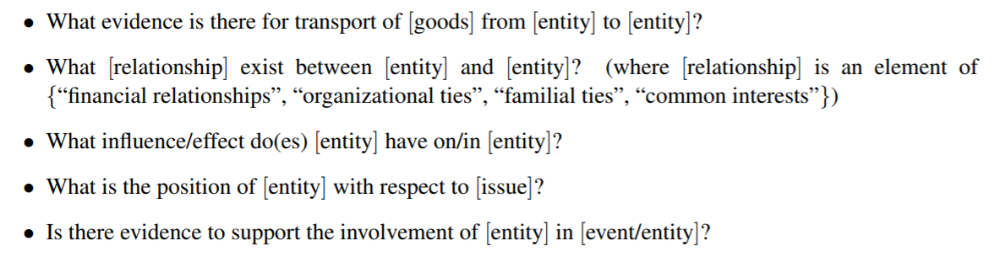 • What evidence is there for transport of [goods] from [entity] to [entity]?
• What [relationship] exist between [entity] and [entity]? (where [relationship] is an element of
{“financial relationships”, “organizational ties”, “familial ties”, “common interests”})
• What influence/effect do(es) [entity] have on/in [entity]?
• What is the position of [entity] with respect to [issue]?
• Is there evidence to support the involvement of [entity] in [event/entity]?